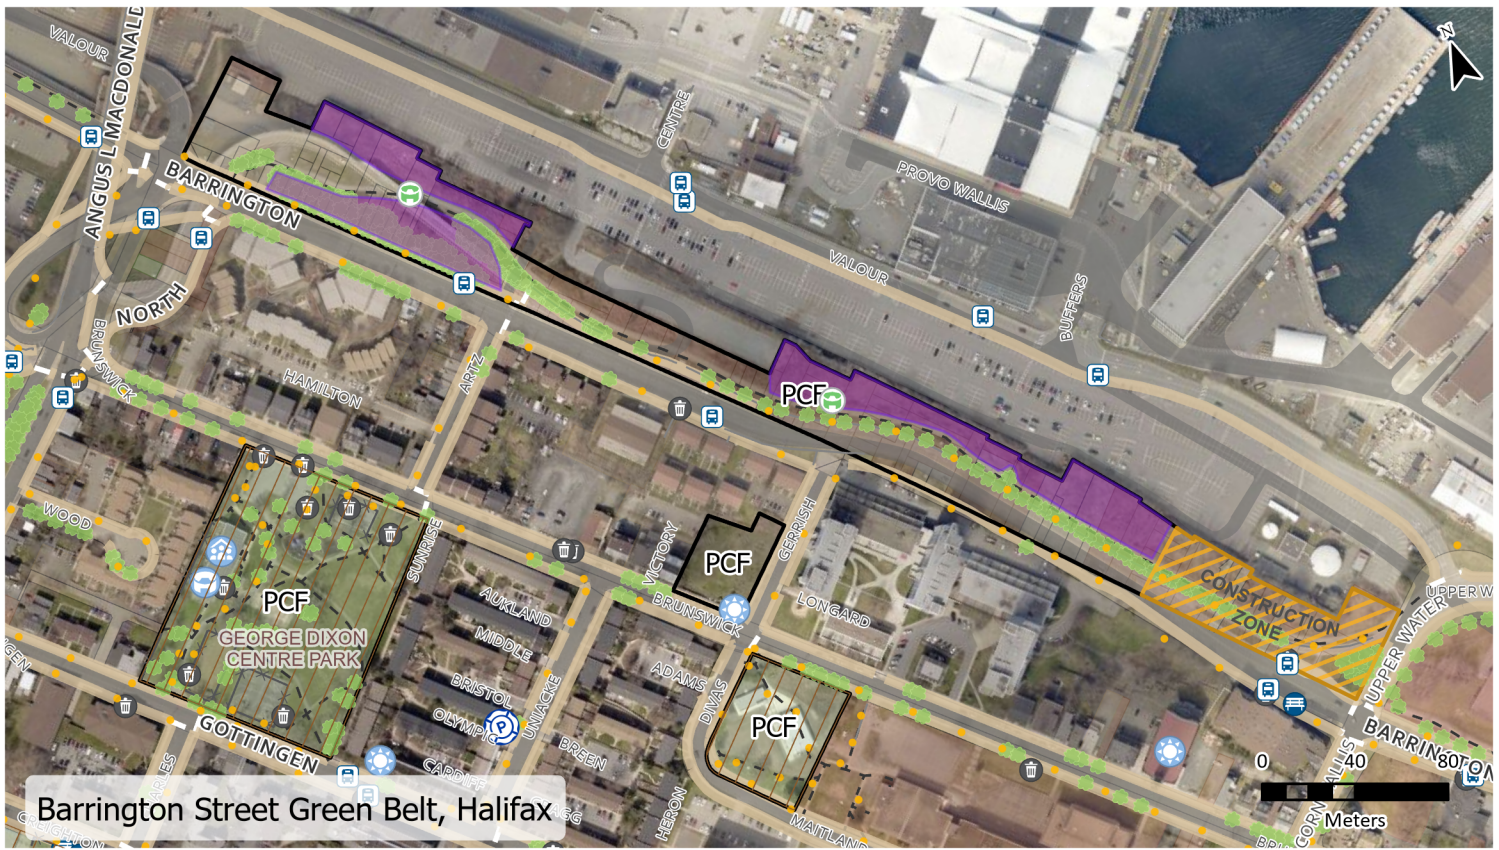 VALOUR
ANGUS L MACDONALD
CENTRE
N
PROVO WALLIS
BARRINGTON
VALOUR
BUFFERS
NORTH
BRUNSWICK
HAMILTON
ARTZ
PCF
WOOD
SUNRISE
VICTORY
GERRISH
PCF
PCF
GEORGE DIXON
CENTRE PARK
AUKLAND
MIDDLE
BRUNSWICK
LONGARD
CONSTRUCTION
ZONE
UPPER W
UPPER WATER
ADAMS
BRISTOL
OLYMPIC
P
UNIACKE
DIVAS
PCF
BREEN
GOTTINGEN
CARDIFF
BARRINGTON
0 40 80
Meters
HERON
MAITLAND
CREIGHTON
Barrington Street Green Belt, Halifax